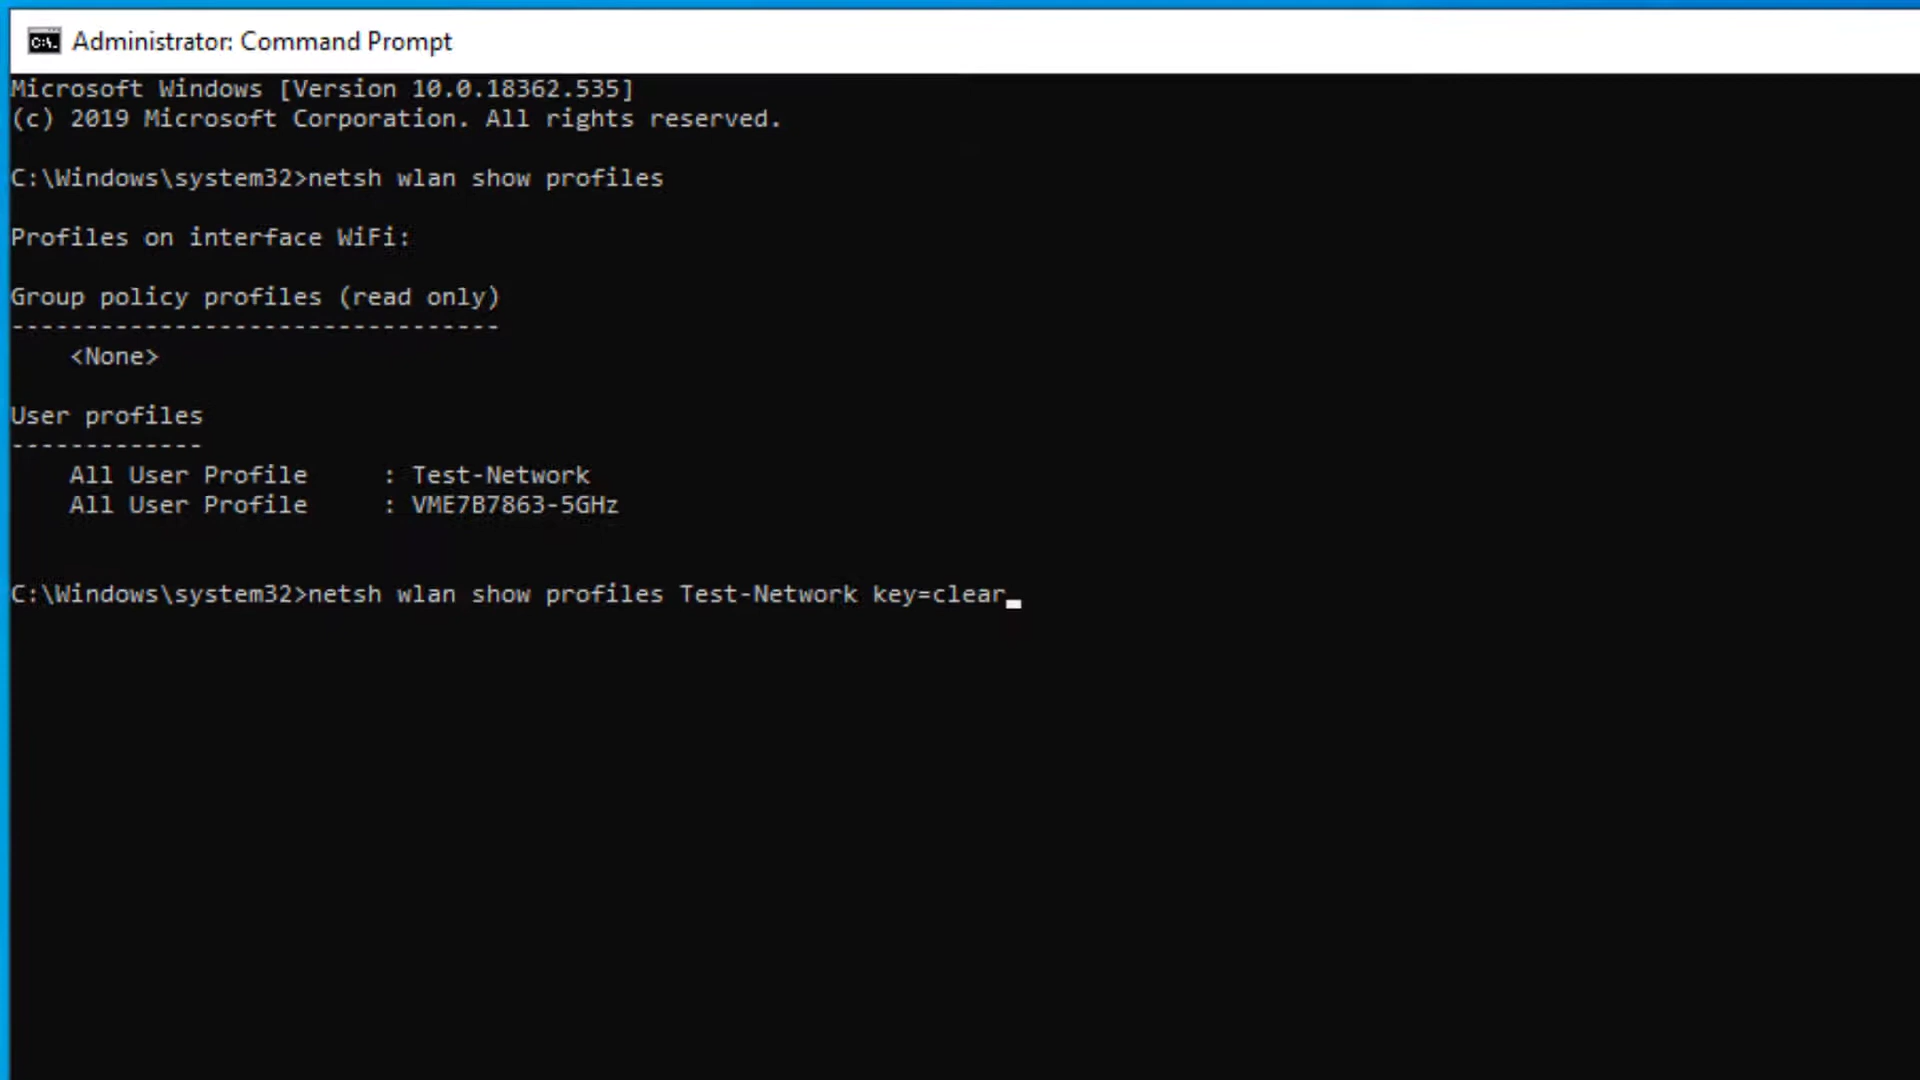 Administrator: Command Prompt
Microsoft Windows [Version 10.0.18362.535]
(c) 2019 Microsoft Corporation. All rights reserved.
C:\Windows\system32>netsh wlan show profiles
Profiles on interface WiFi:
Group policy profiles (read only)
---------------------------------
    <None>
User profiles
-------------
    All User Profile     : Test-Network
    All User Profile     : VME7B7863-5GHz
C:\Windows\system32>netsh wlan show profiles Test-Network key=clear